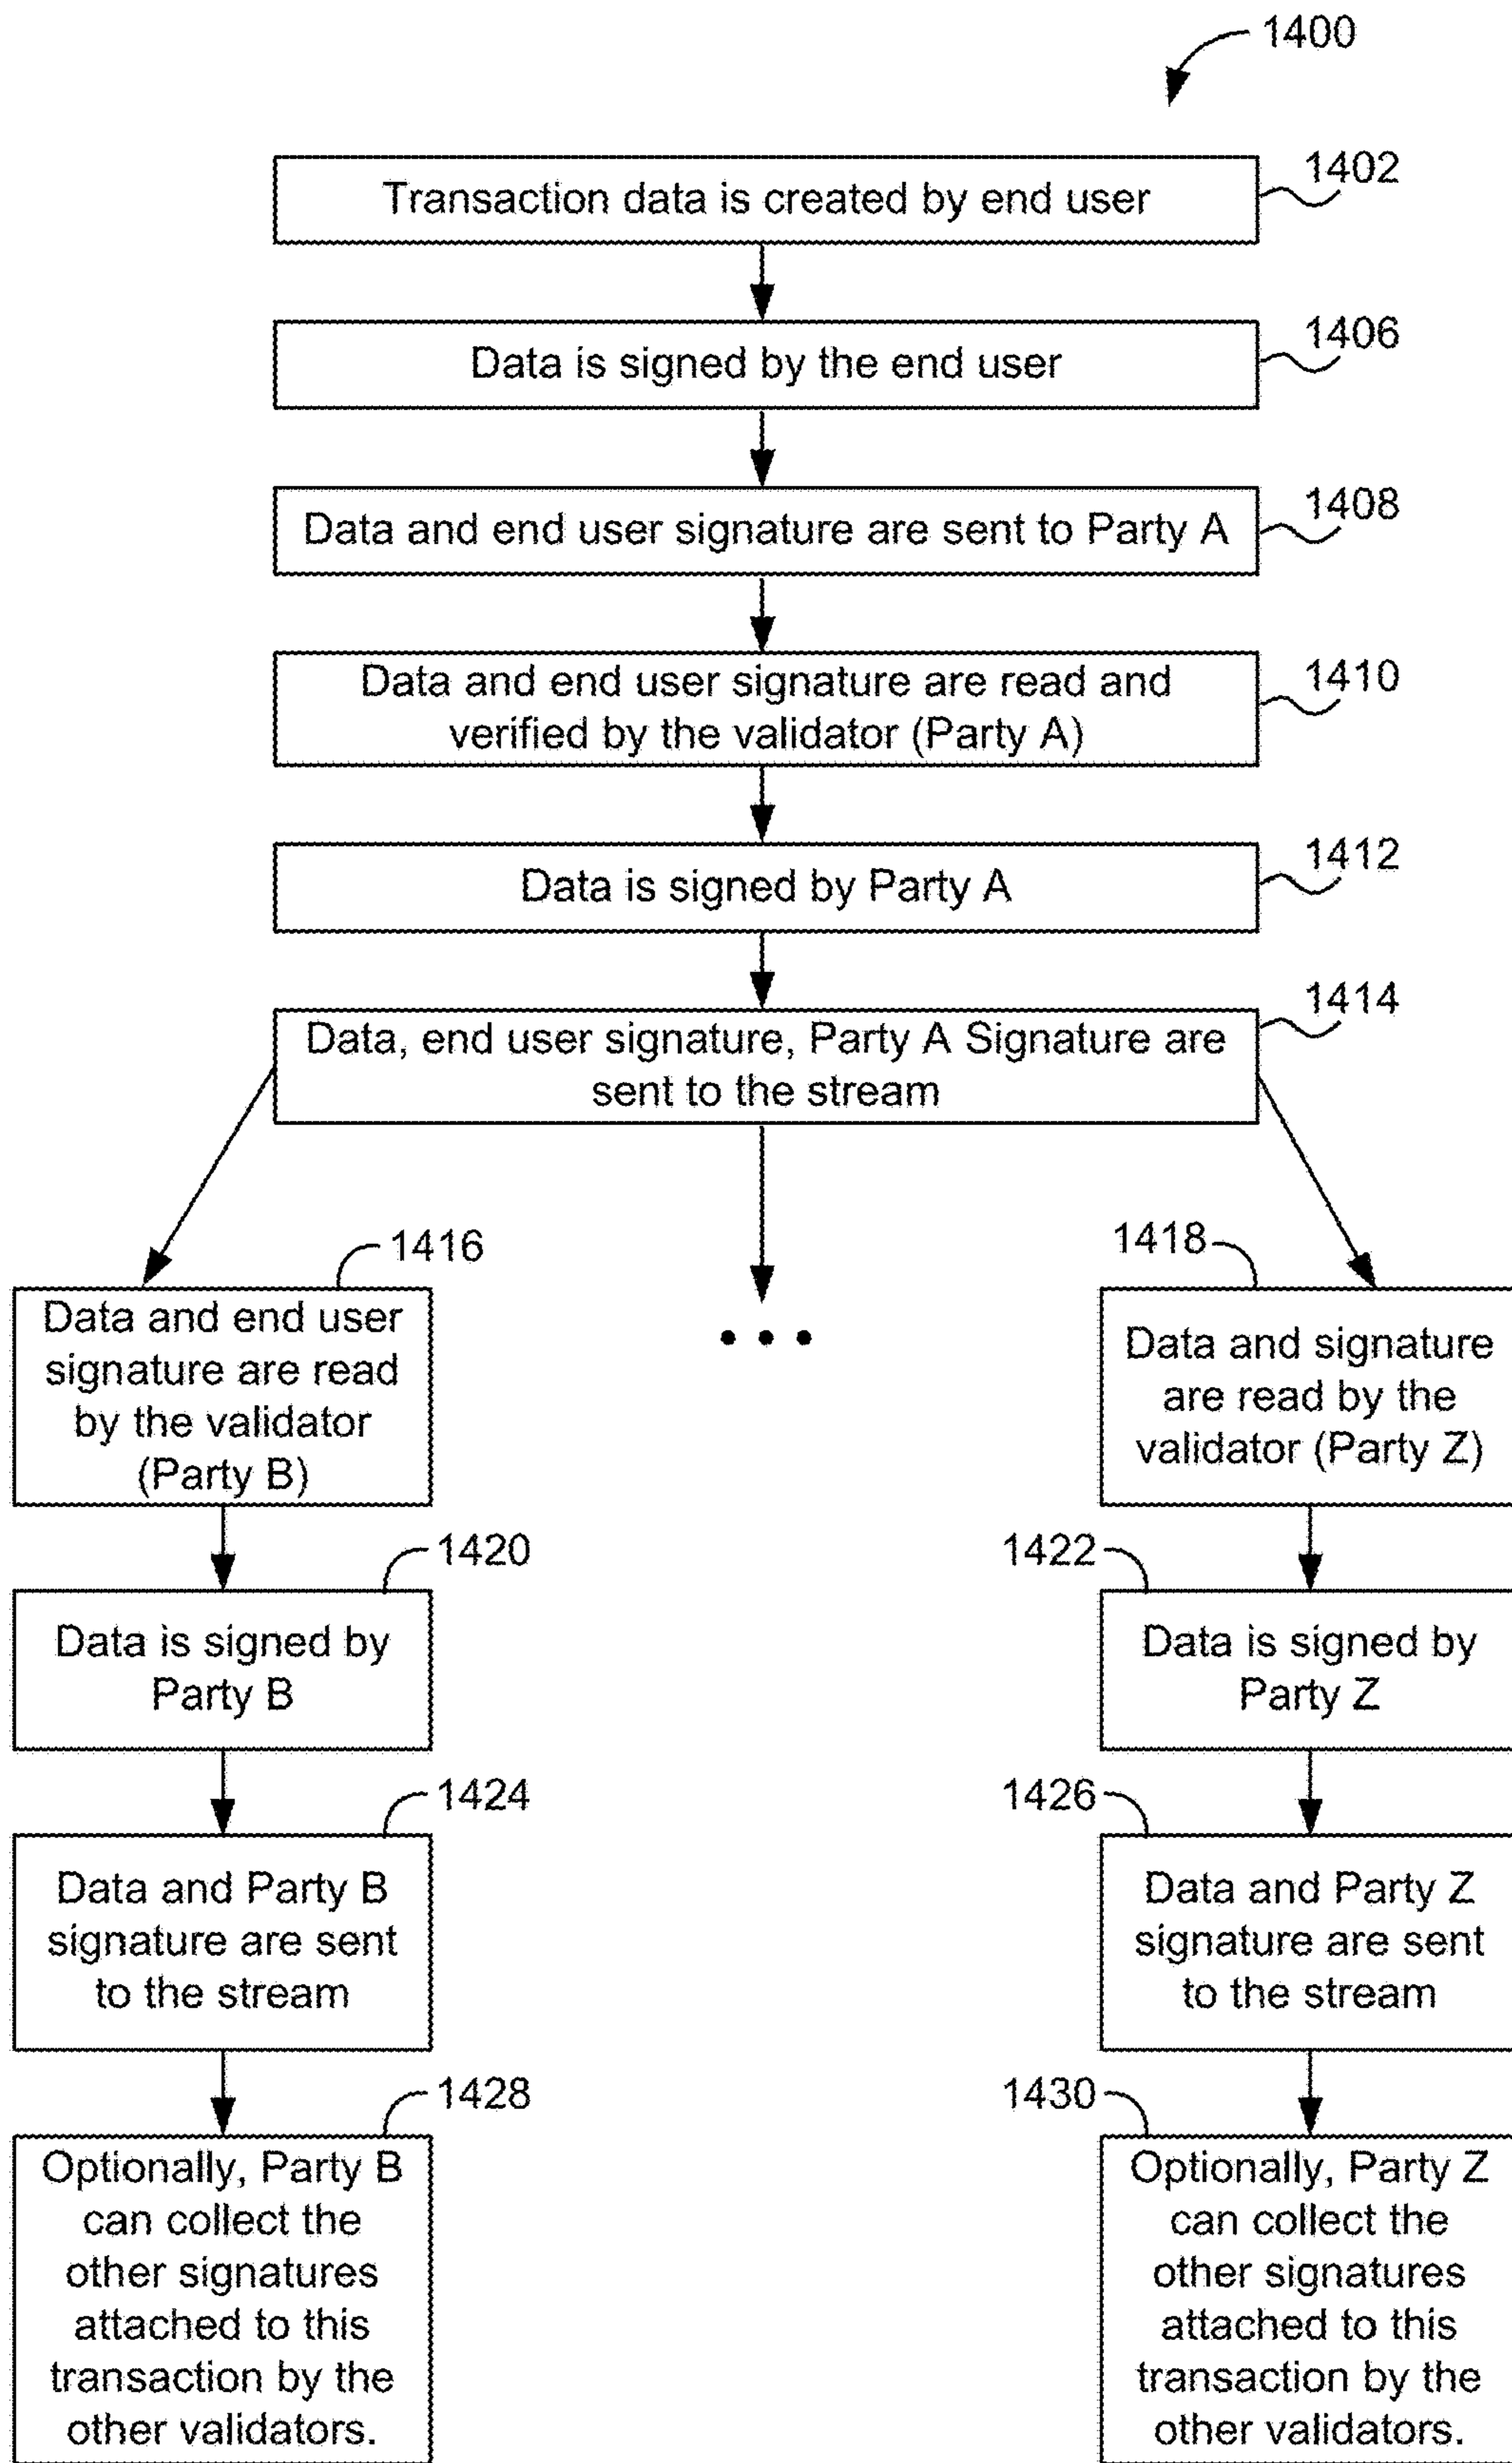 1400
Transaction data is created by end user
1402
Data is signed by the end user
1406
Data and end user signature are sent to Party A
1408
Data and end user signature are read and
verified by the validator (Party A)
1410
Data is signed by Party A
1412
Data, end user signature, Party A Signature are
sent to the stream
1414
1416
Data and end user
signature are read
by the validator
(Party B)
• • •
1418
Data and signature
are read by the
validator (Party Z)
1420
Data is signed by
Party B
1422
Data is signed by
Party Z
1424
Data and Party B
signature are sent
to the stream
1426
Data and Party Z
signature are sent
to the stream
1428
Optionally, Party B
can collect the
other signatures
attached to this
transaction by the
other validators.
1430
Optionally, Party Z
can collect the
other signatures
attached to this
transaction by the
other validators.